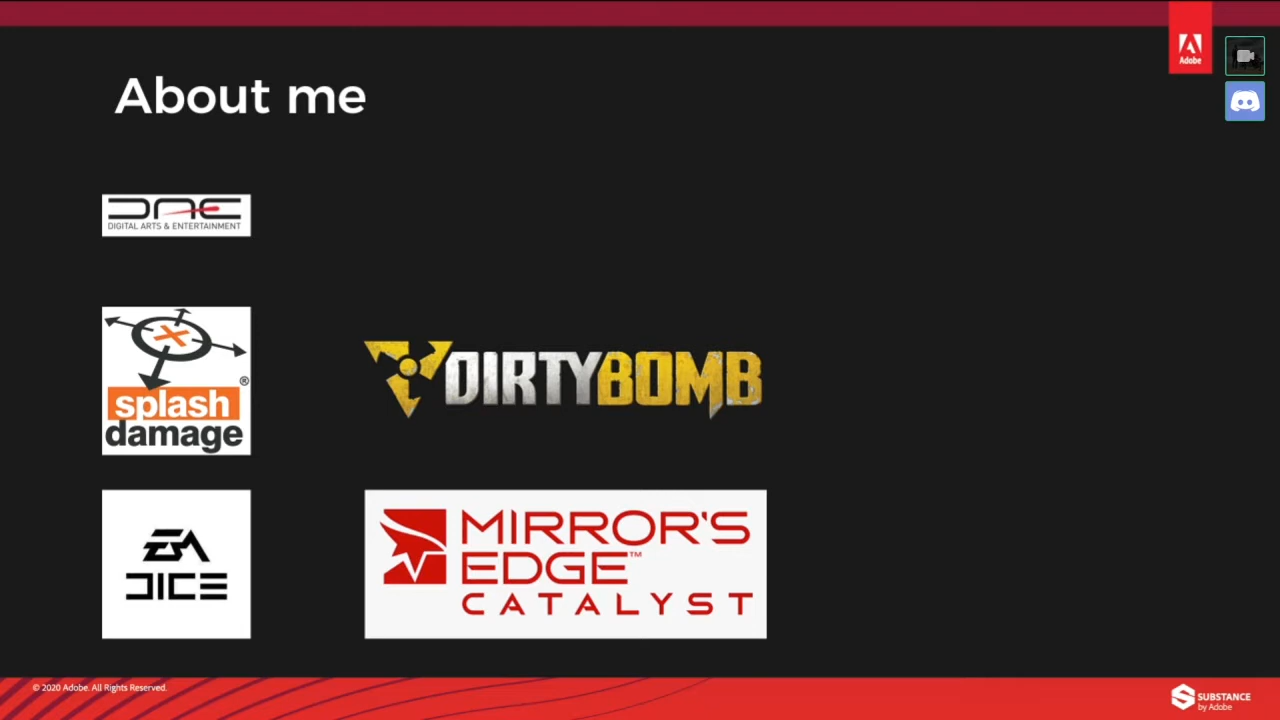 Adobe
About me
DAE
DIGITAL ARTS & ENTERTAINMENT
splash
damage
®
DIRTYBOMB
EA
DICE
MIRROR'S
EDGE™
CATALYST
© 2020 Adobe. All Rights Reserved.
SUBSTANCE
by Adobe